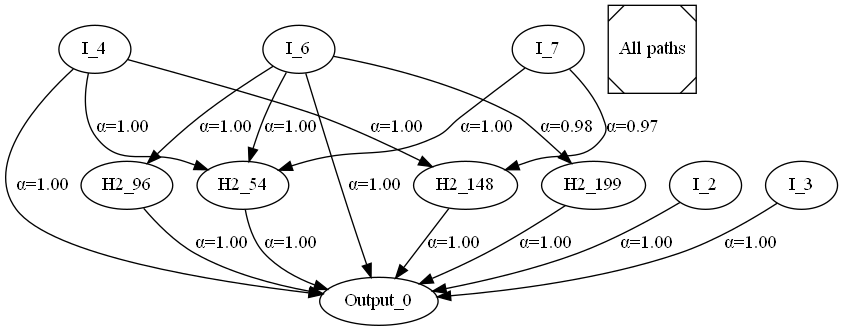 I_4
I_6
I_7
All paths
α=1.00
α=1.00
α=1.00
α=1.00
α=1.00
α=0.98
α=0.97
α=1.00
α=1.00
H2_96
H2_54
H2_148
H2_199
I_2
I_3
α=1.00
α=1.00
α=1.00
α=1.00
α=1.00
α=1.00
Output_0